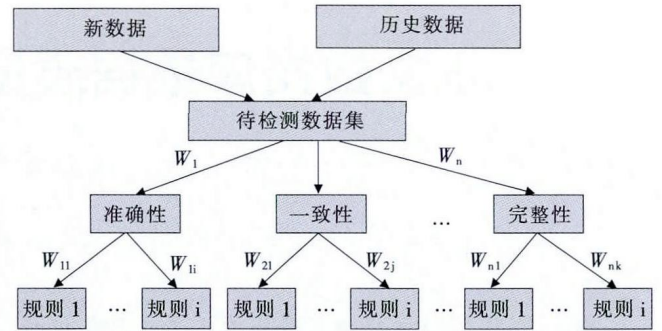 新数据 历史数据
待检测数据集
W1 Wn
准确性 一致性 … 完整性
W11 W1i W21 W2j Wn1 Wnk
规则 1 … 规则 i 规则 1 … 规则 i … 规则 1 … 规则 i